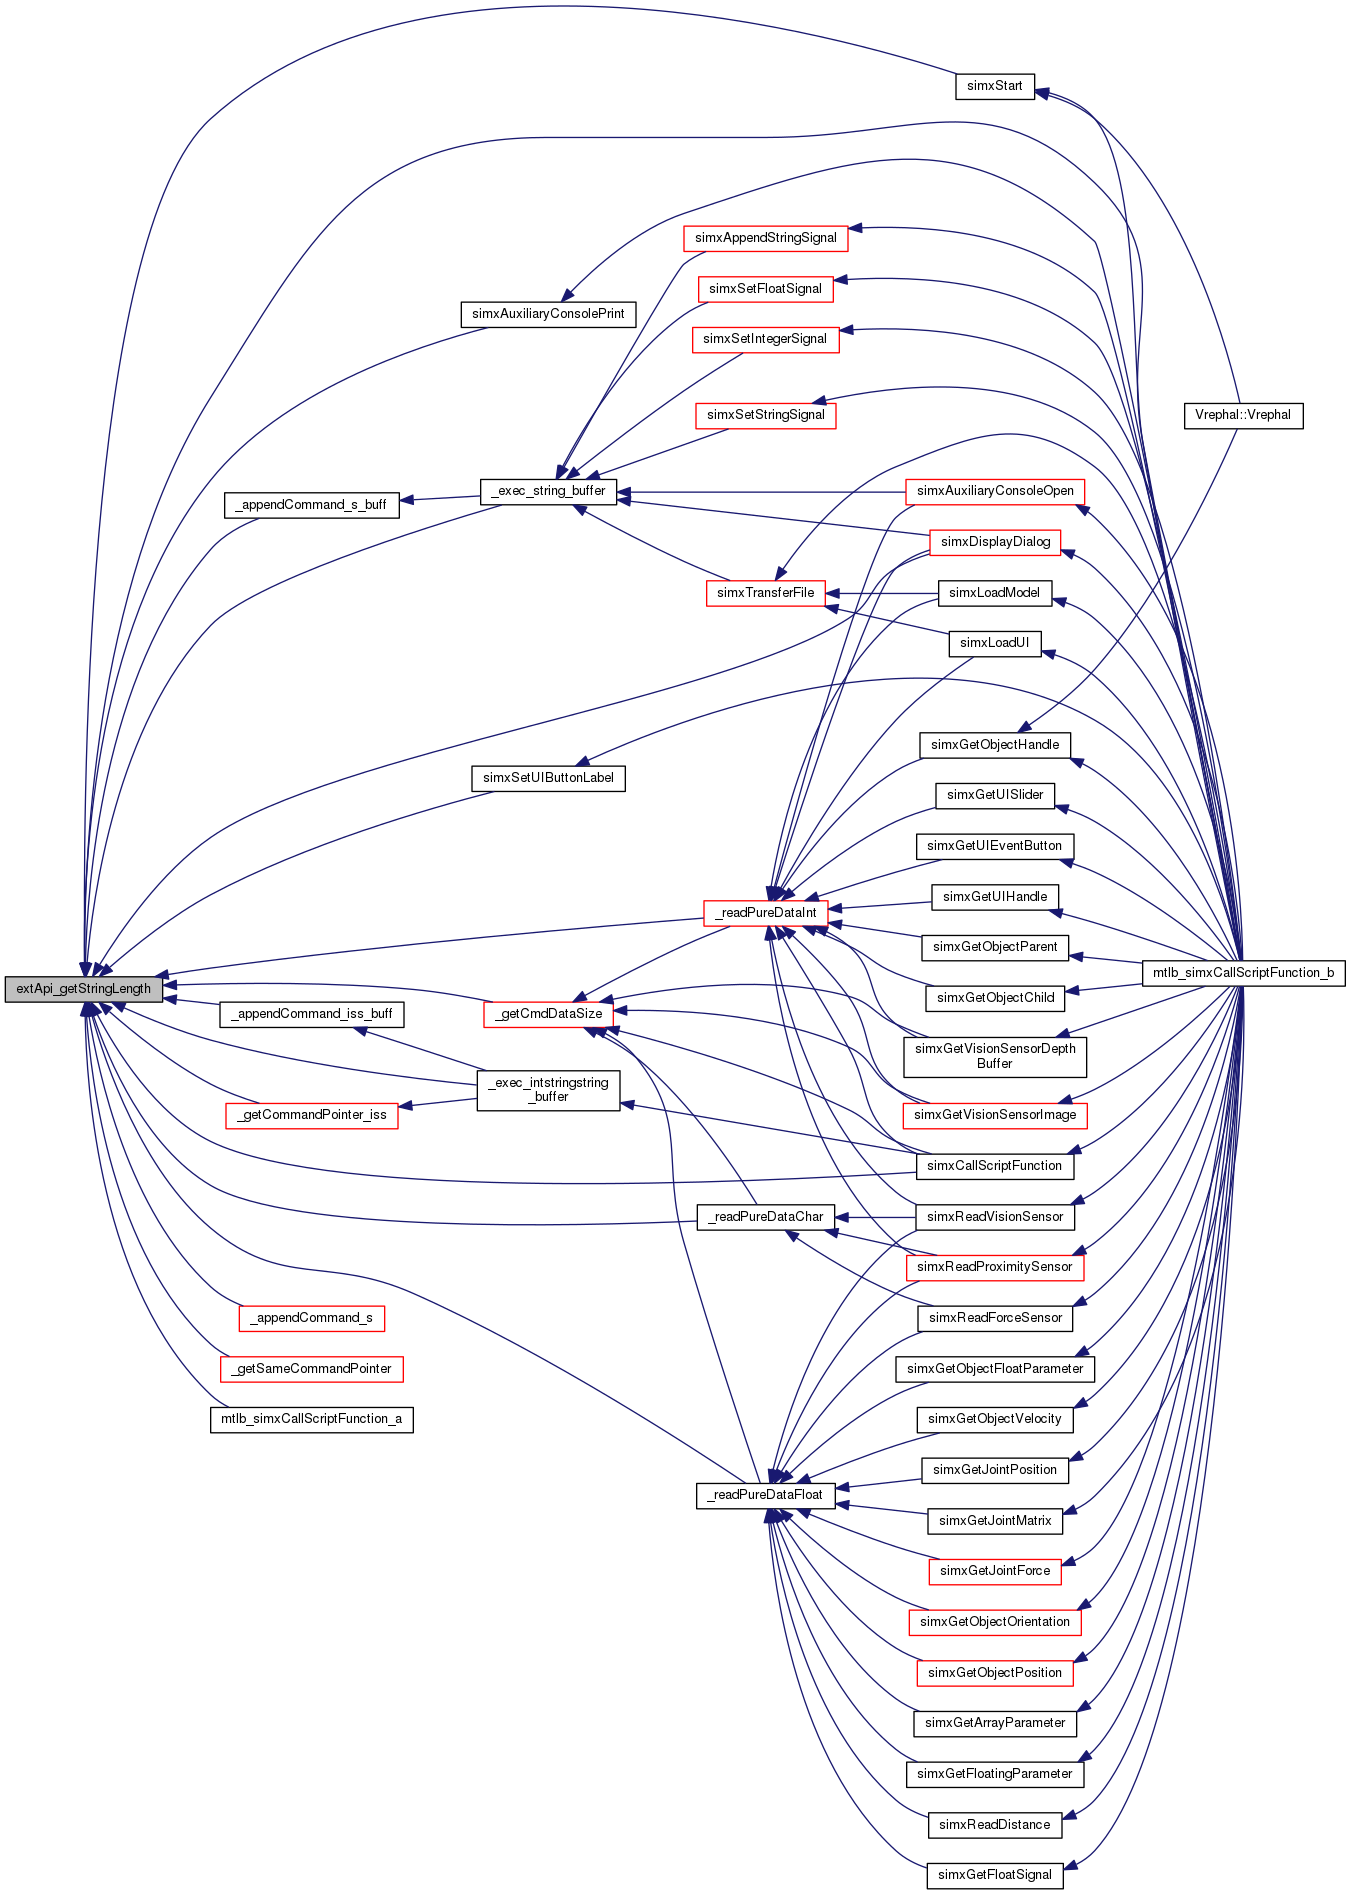 simxStart
simxAppendStringSignal
simxSetFloatSignal
simxAuxiliaryConsolePrint
simxSetIntegerSignal
simxSetStringSignal
Vrephal::Vrephal
_exec_string_buffer
simxAuxiliaryConsoleOpen
_appendCommand_s_buff
simxDisplayDialog
simxTransferFile
simxLoadModel
simxLoadUI
simxGetObjectHandle
simxSetUIButtonLabel
simxGetUISlider
simxGetUIEventButton
simxGetUIHandle
_readPureDataInt
simxGetObjectParent
mtlb_simxCallScriptFunction_b
extApi_getStringLength
simxGetObjectChild
_getCmdDataSize
_appendCommand_iss_buff
simxGetVisionSensorDepth
Buffer
_exec_intstringstring
_buffer
_getCommandPointer_iss
simxGetVisionSensorImage
simxCallScriptFunction
_readPureDataChar
simxReadVisionSensor
simxReadProximitySensor
_appendCommand_s
simxReadForceSensor
_getSameCommandPointer
simxGetObjectFloatParameter
mtlb_simxCallScriptFunction_a
simxGetObjectVelocity
simxGetJointPosition
_readPureDataFloat
simxGetJointMatrix
simxGetJointForce
simxGetObjectOrientation
simxGetObjectPosition
simxGetArrayParameter
simxGetFloatingParameter
simxReadDistance
simxGetFloatSignal